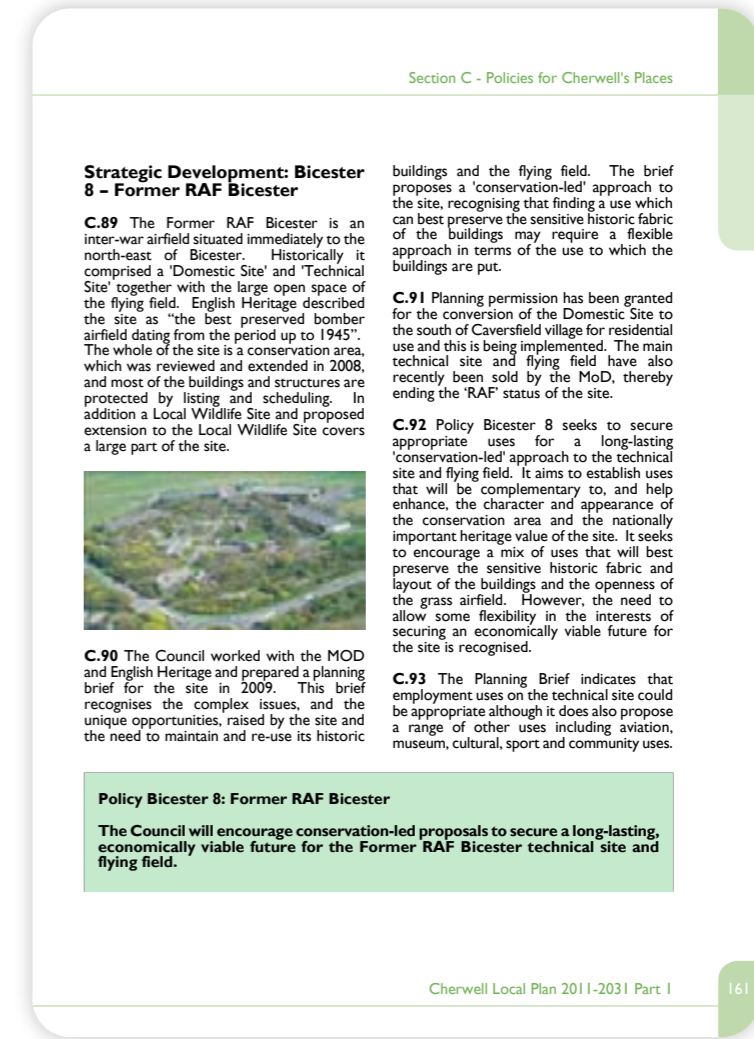 Section C - Policies for Cherwell's Places
Strategic Development: Bicester
8 – Former RAF Bicester
C.89 The Former RAF Bicester is an
inter-war airfield situated immediately to the
north-east of Bicester. Historically it
comprised a 'Domestic Site' and 'Technical
Site' together with the large open space of
the flying field. English Heritage described
the site as “the best preserved bomber
airfield dating from the period up to 1945”.
The whole of the site is a conservation area,
which was reviewed and extended in 2008,
and most of the buildings and structures are
protected by listing and scheduling. In
addition a Local Wildlife Site and proposed
extension to the Local Wildlife Site covers
a large part of the site.
C.90 The Council worked with the MOD
and English Heritage and prepared a planning
brief for the site in 2009. This brief
recognises the complex issues, and the
unique opportunities, raised by the site and
the need to maintain and re-use its historic
buildings and the flying field. The brief
proposes a 'conservation-led' approach to
the site, recognising that finding a use which
can best preserve the sensitive historic fabric
of the buildings may require a flexible
approach in terms of the use to which the
buildings are put.
C.91 Planning permission has been granted
for the conversion of the Domestic Site to
the south of Caversfield village for residential
use and this is being implemented. The main
technical site and flying field have also
recently been sold by the MoD, thereby
ending the ‘RAF’ status of the site.
C.92 Policy Bicester 8 seeks to secure
appropriate uses for a long-lasting
'conservation-led' approach to the technical
site and flying field. It aims to establish uses
that will be complementary to, and help
enhance, the character and appearance of
the conservation area and the nationally
important heritage value of the site. It seeks
to encourage a mix of uses that will best
preserve the sensitive historic fabric and
layout of the buildings and the openness of
the grass airfield. However, the need to
allow some flexibility in the interests of
securing an economically viable future for
the site is recognised.
C.93 The Planning Brief indicates that
employment uses on the technical site could
be appropriate although it does also propose
a range of other uses including aviation,
museum, cultural, sport and community uses.
Policy Bicester 8: Former RAF Bicester
The Council will encourage conservation-led proposals to secure a long-lasting,
economically viable future for the Former RAF Bicester technical site and
flying field.
Cherwell Local Plan 2011-2031 Part 1
161